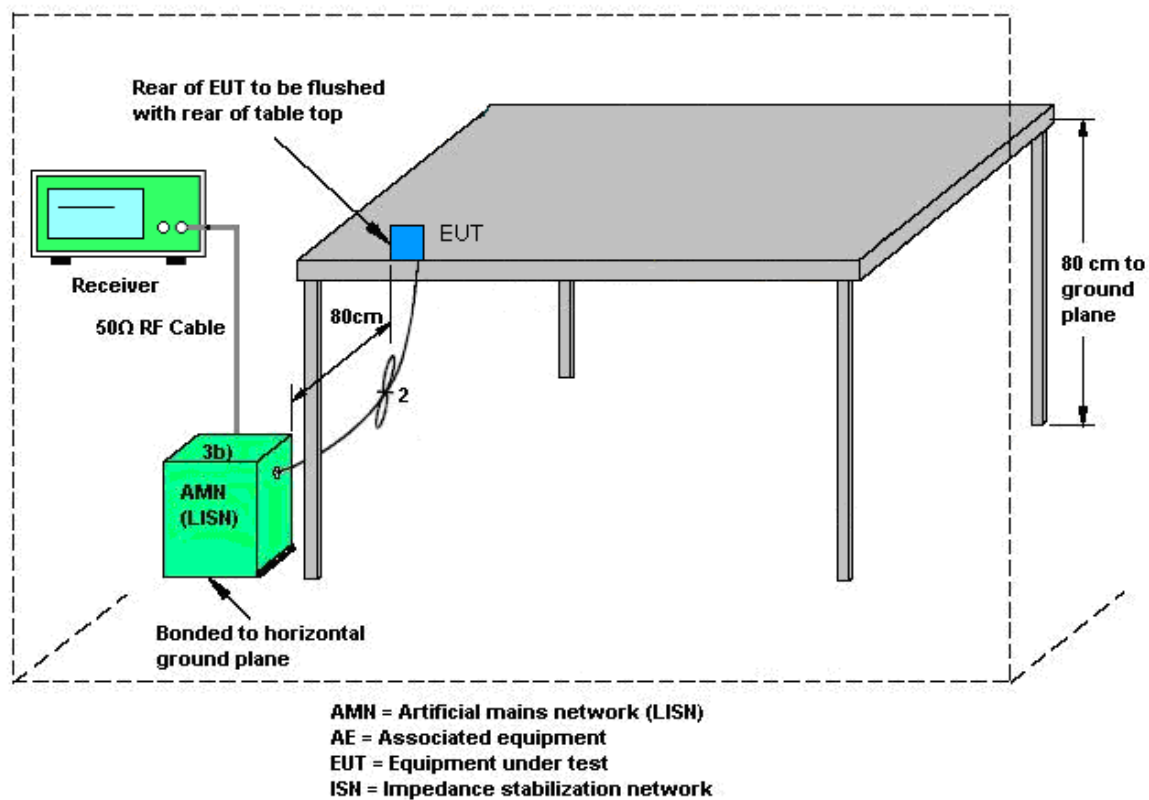 Rear of EUT to be flushed
with rear of table top
EUT
Receiver
50Ω RF Cable
80cm
80 cm to
ground
plane
2
3b)
AMN
(LISN)
Bonded to horizontal
ground plane
AMN = Artificial mains network (LISN)
AE = Associated equipment
EUT = Equipment under test
ISN = Impedance stabilization network